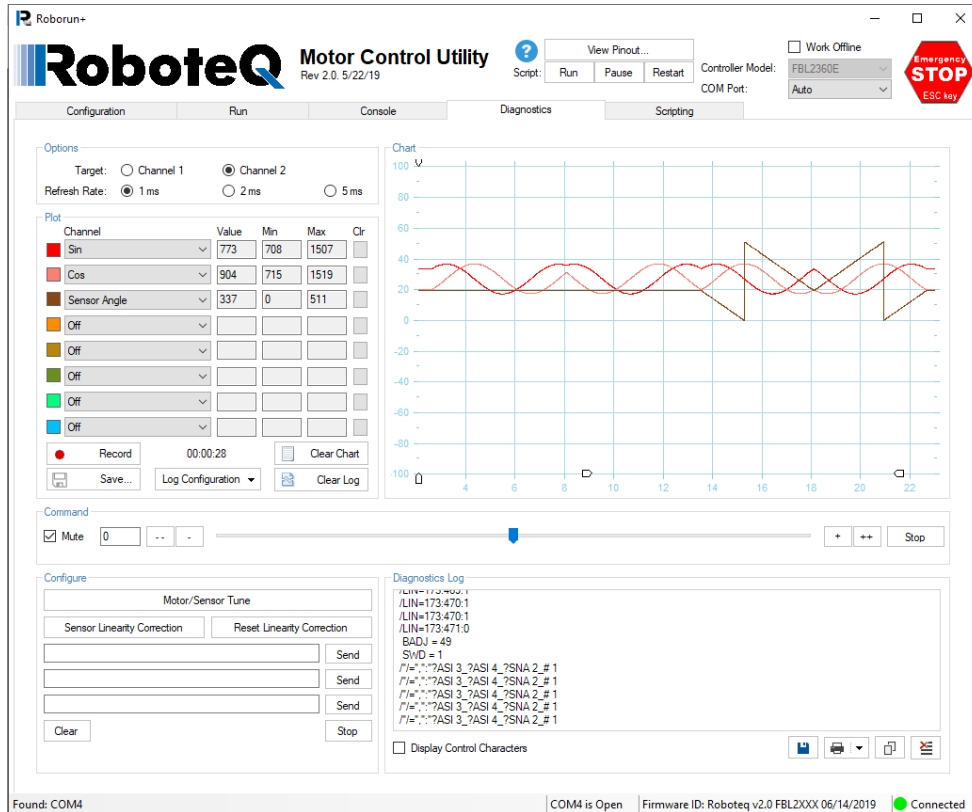 Roborun+
RoboteQ
Motor Control Utility
Rev 2.0. 5/22/19
?
Script:
View Pinout...
Run Pause Restart
Work Offline
Controller Model: FBL2360E
COM Port: Auto
Emergency
STOP
ESC key
Configuration Run Console Diagnostics Scripting
Options
Target: Channel 1 Channel 2
Refresh Rate: 1 ms 2 ms 5 ms
Plot
Channel Value Min Max Clr
Sin 773 708 1507
Cos 904 715 1519
Sensor Angle 337 0 511
Off
Off
Off
Off
Off
Record 00:00:28 Clear Chart
Save... Log Configuration Clear Log
Chart
100
80
60
40
20
0
-20
-40
-60
-80
-100
4 6 8 10 12 14 16 18 20 22
Command
Mute 0 -- - + ++ Stop
Configure
Motor/Sensor Tune
Sensor Linearity Correction Reset Linearity Correction
Send
Send
Send
Clear Stop
Diagnostics Log
/LIN=173:469:1
/LIN=173:470:1
/LIN=173:470:1
/LIN=173:471:0
BADJ = 49
SWD = 1
/"/=",":"?ASI 3_?ASI 4_?SNA 2_# 1
/"/=",":"?ASI 3_?ASI 4_?SNA 2_# 1
/"/=",":"?ASI 3_?ASI 4_?SNA 2_# 1
/"/=",":"?ASI 3_?ASI 4_?SNA 2_# 1
/"/=",":"?ASI 3_?ASI 4_?SNA 2_# 1
Display Control Characters
Found: COM4
COM4 is Open Firmware ID: Roboteq v2.0 FBL2XXX 06/14/2019 Connected